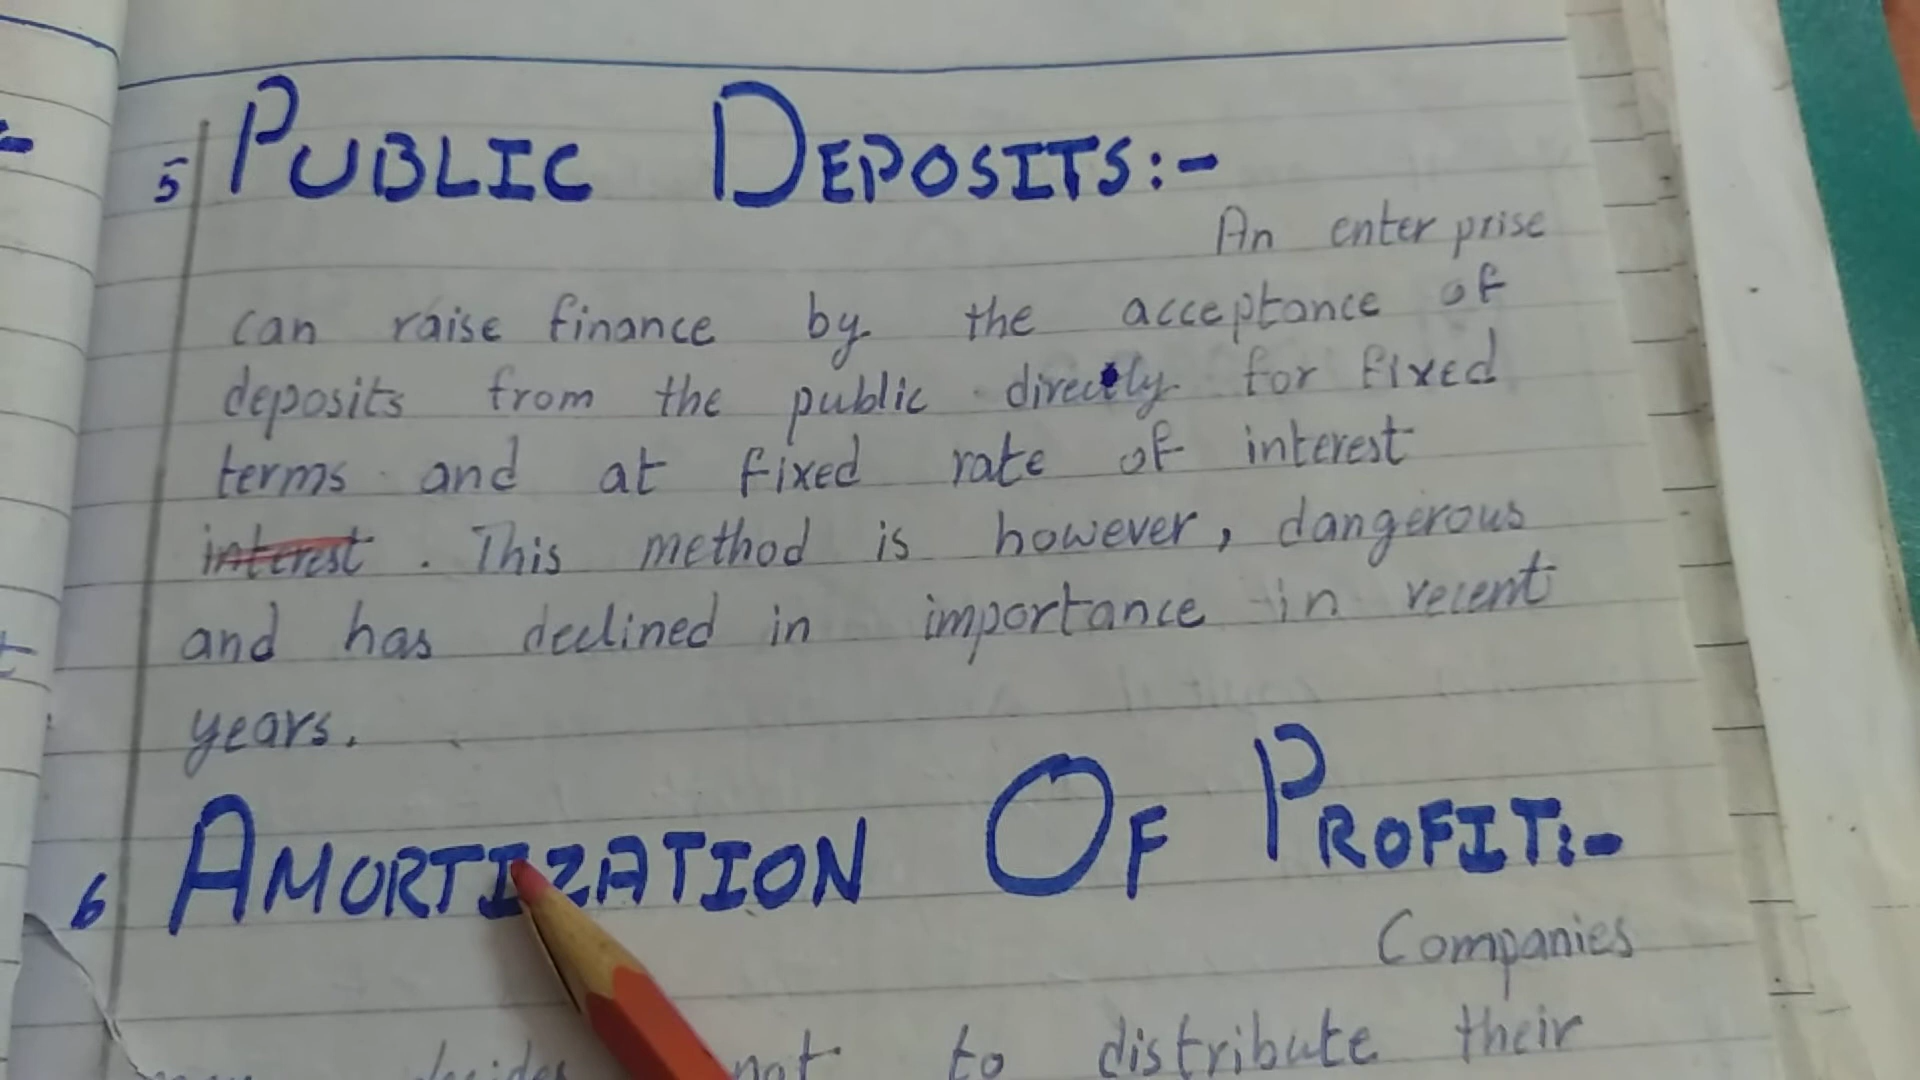 5 PUBLIC DEPOSITS:-
An enterprise
can raise finance by the acceptance of
deposits from the public directly for fixed
terms and at fixed rate of interest
interest. This method is however, dangerous
and has declined in importance in recent
years.
6 AMORTIZATION OF PROFIT:-
Companies
not to distribute their